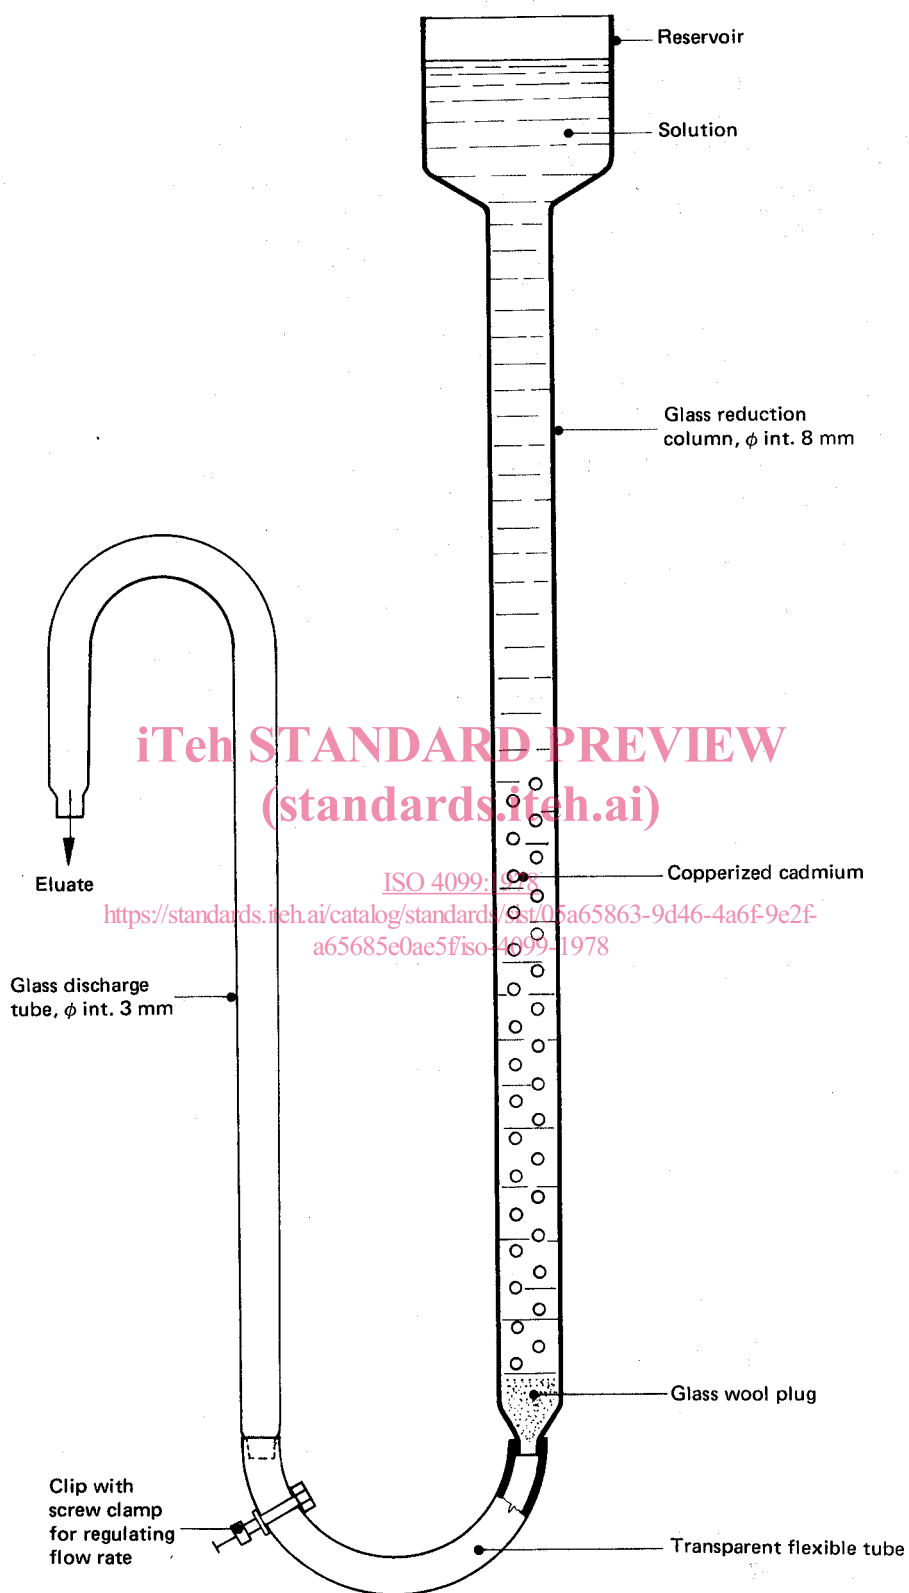 Reservoir
Solution
Glass reduction
column, ϕ int. 8 mm
iTeh STANDARD PREVIEW
(standards.iteh.ai)
Copperized cadmium
Eluate
ISO 4099:1978
https://standards.iteh.ai/catalog/standards/sist/05a65863-9d46-4a6f-9e2f-
a65685e0ae5f/iso-4099-1978
Glass discharge
tube, ϕ int. 3 mm
Glass wool plug
Clip with
screw clamp
for regulating
flow rate
Transparent flexible tube